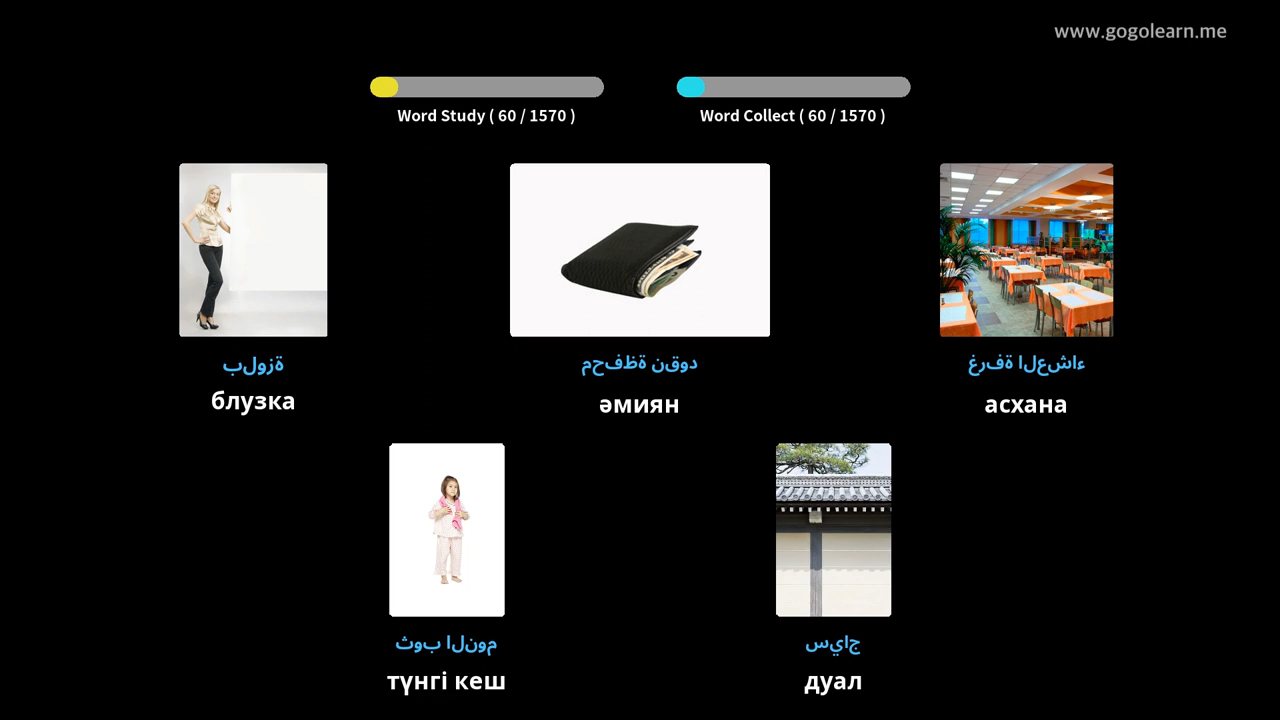 www.gogolearn.me
Word Study ( 60 / 1570 )
Word Collect ( 60 / 1570 )
بلوزة
блузка
محفظة نقود
әмиян
غرفة العشاء
асхана
ثوب النوم
түнгі кеш
سياج
дуал